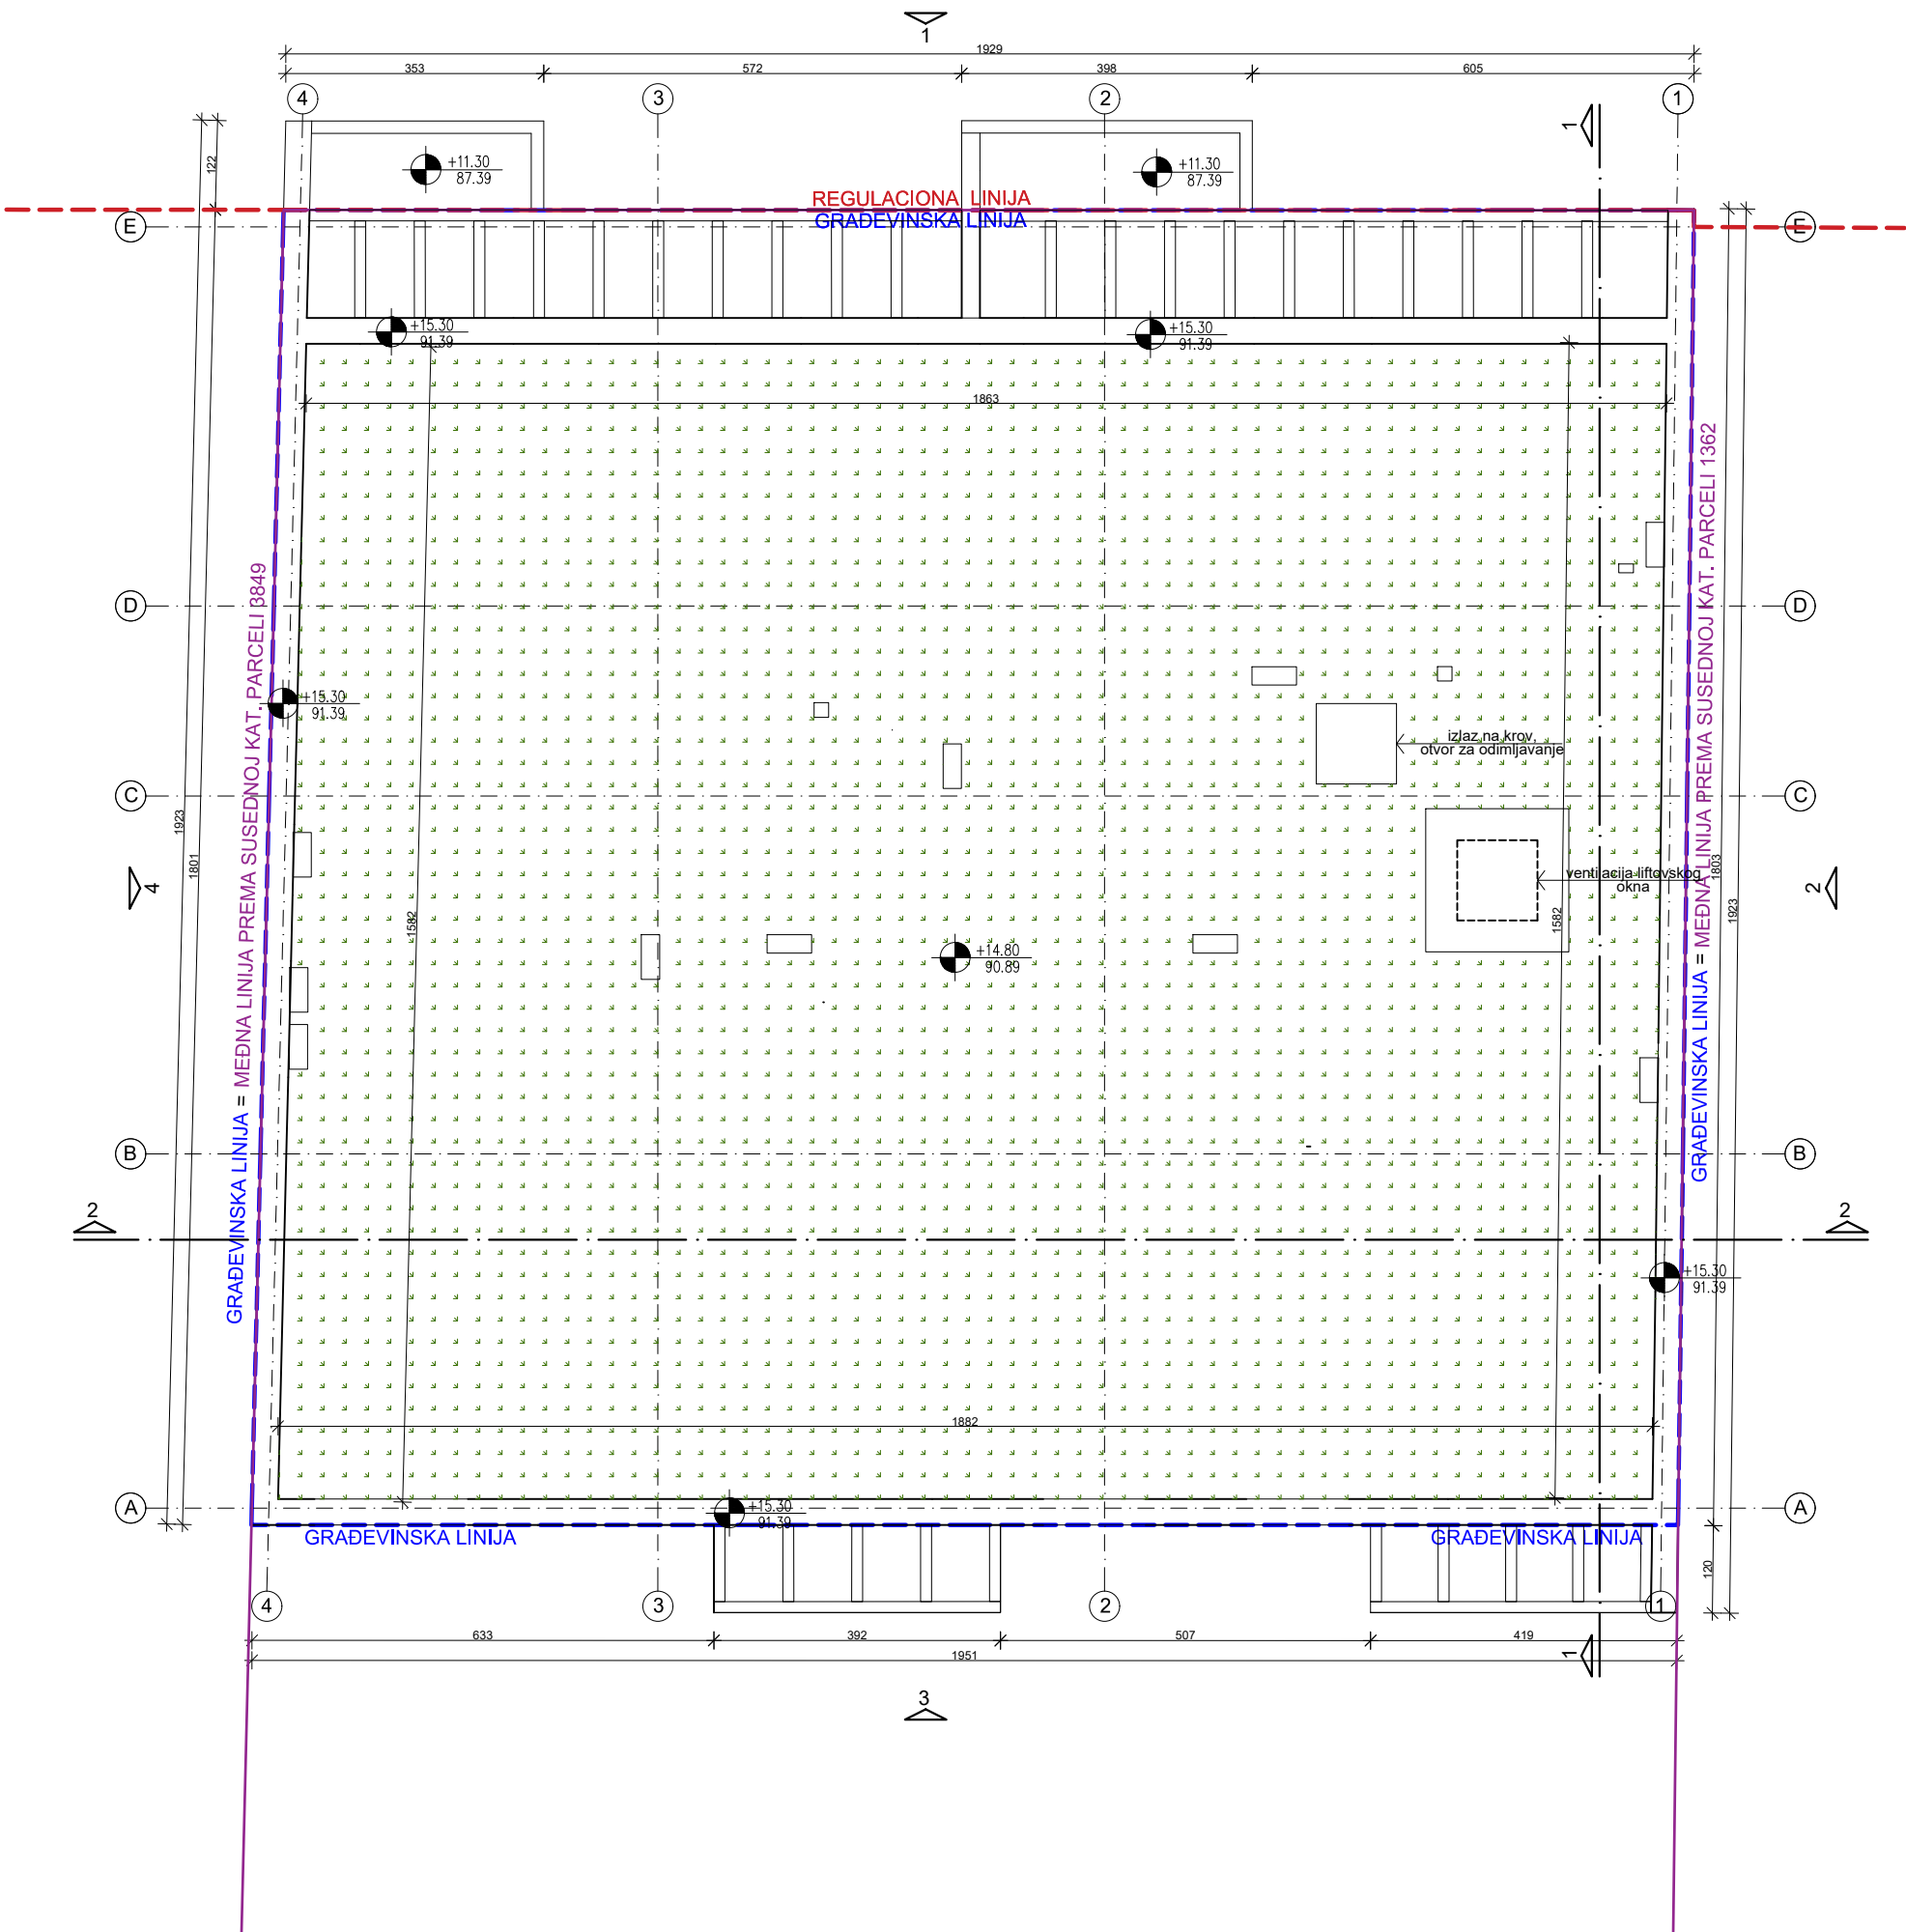 1
1929
353
572
398
605
4
3
2
1
1
122
+11.30
87.39
+11.30
87.39
REGULACIONA LINIJA
GRAĐEVINSKA LINIJA
E
E
+15.30
91.39
+15.30
91.39
1863
GRAĐEVINSKA LINIJA = MEĐNA LINIJA PREMA SUSEDNOJ KAT. PARCELI 3849
GRAĐEVINSKA LINIJA = MEĐNA LINIJA PREMA SUSEDNOJ KAT. PARCELI 1362
D
D
+15.30
91.39
izlaz na krov,
otvor za odimljavanje
C
C
1923
1801
4
ventilacija liftovskog
okna
1803
1923
2
1582
1582
+14.80
90.89
B
B
2
2
+15.30
91.39
1882
A
A
+15.30
91.39
GRAĐEVINSKA LINIJA
GRAĐEVINSKA LINIJA
120
4
3
2
1
633
392
507
419
1951
1
3